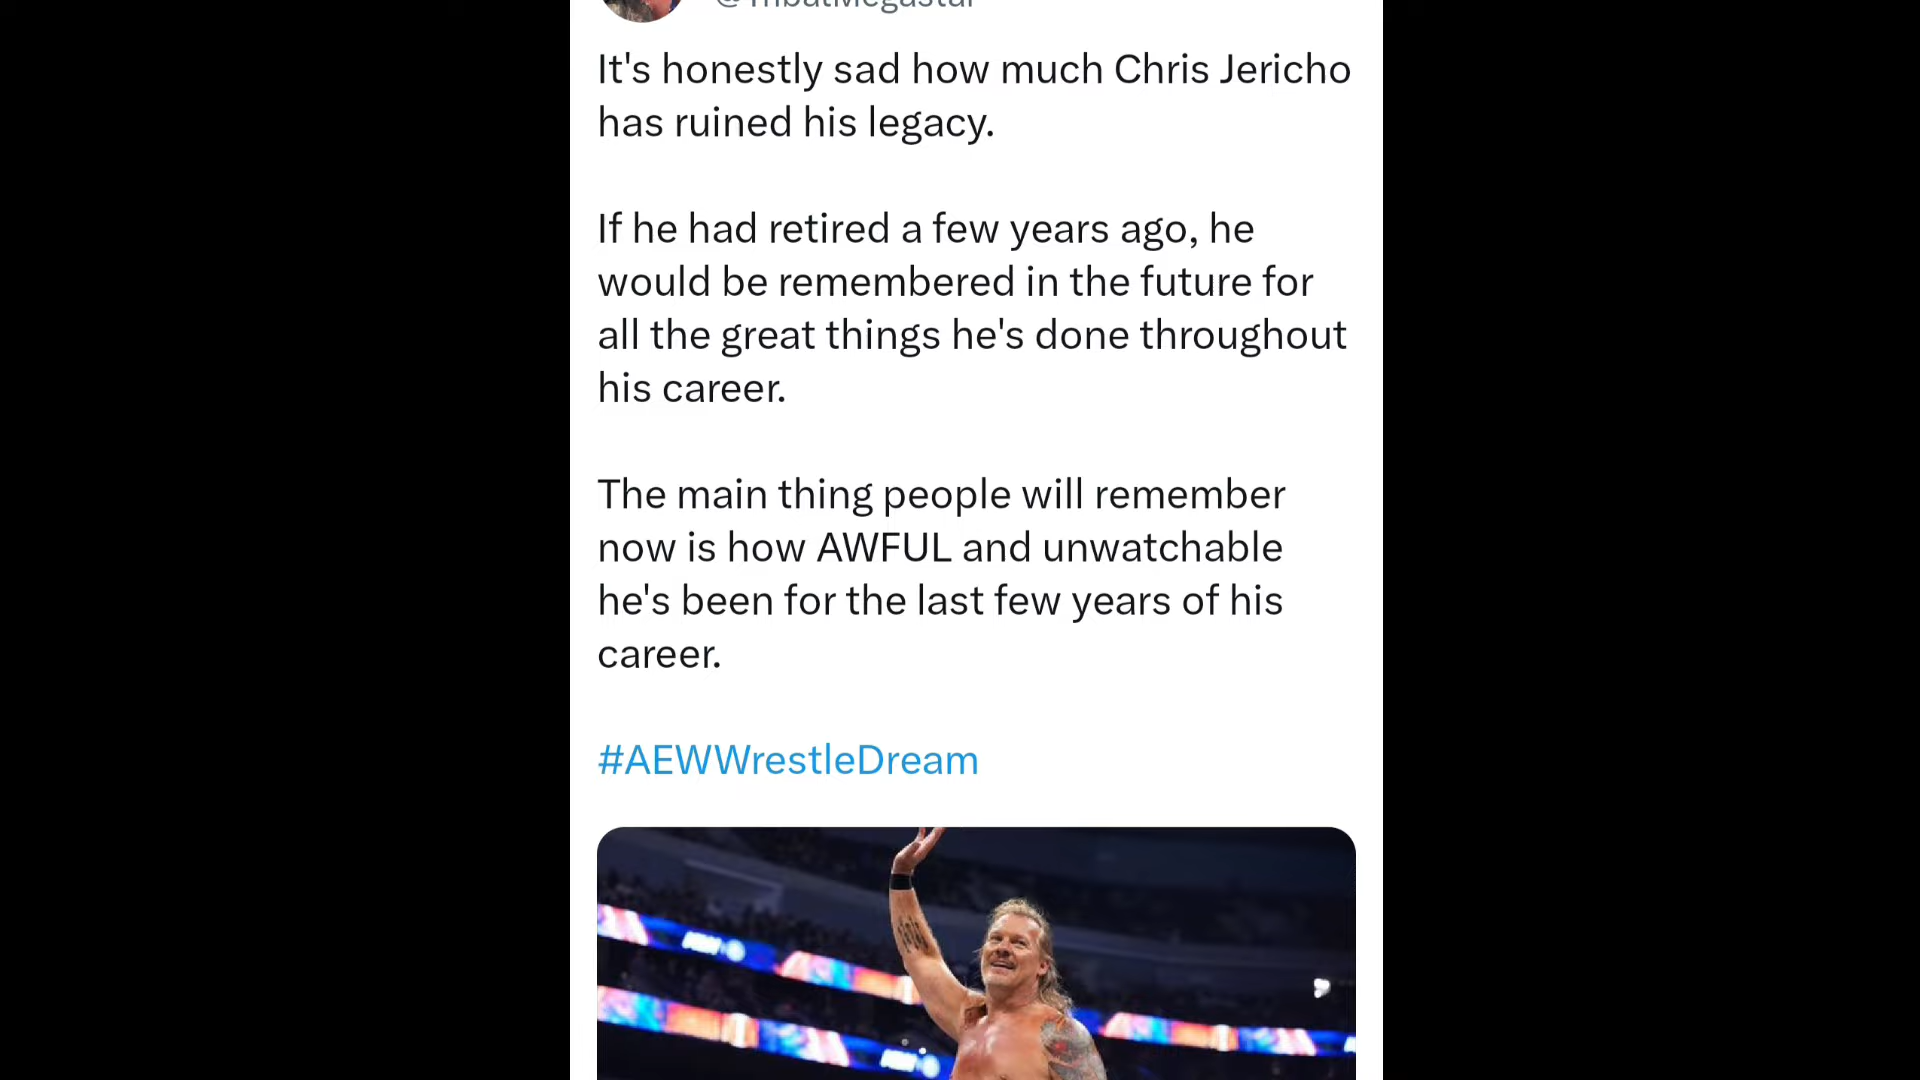 It's honestly sad how much Chris Jericho
has ruined his legacy.
If he had retired a few years ago, he
would be remembered in the future for
all the great things he's done throughout
his career.
The main thing people will remember
now is how AWFUL and unwatchable
he's been for the last few years of his
career.
#AEWWrestleDream